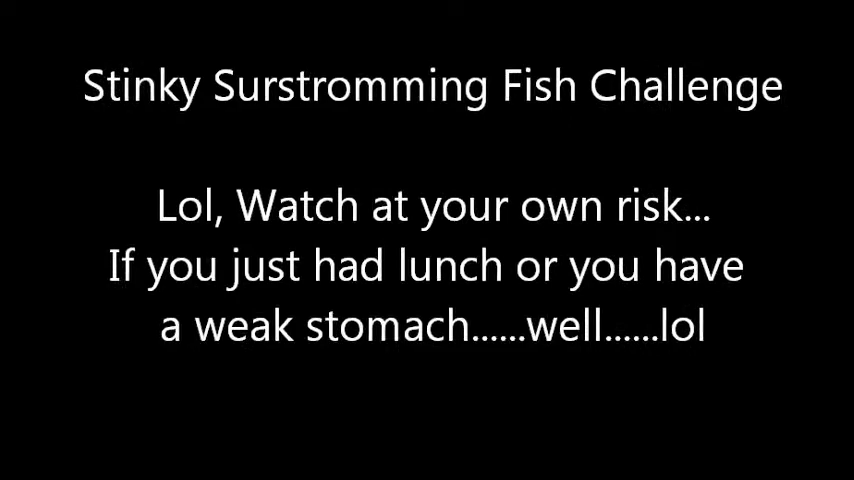 Stinky Surstromming Fish Challenge
Lol, Watch at your own risk...
If you just had lunch or you have
a weak stomach......well......lol